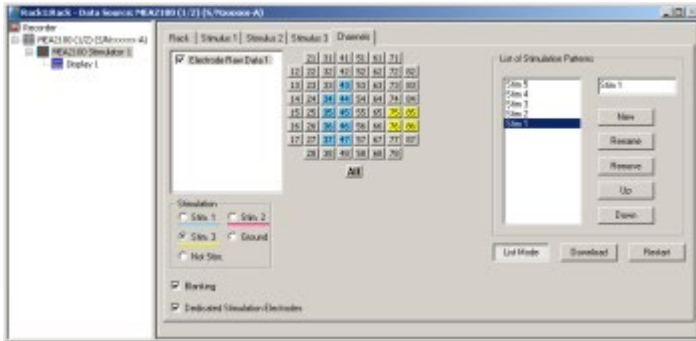 Rack1:Rack - Data Source: MEA2100 (1/2) (S/Nxxxxxx-A)
Recorder
MEA2100 (1/2) (S/Nxxxxxx-A)
MEA2100 Stimulator 1
Display 1
Rack Stimulus 1 Stimulus 2 Stimulus 3 Channels
Electrode Raw Data 1
21 31 41 51 61 71
12 22 32 42 52 62 72 82
13 23 33 43 53 63 73 83
14 24 34 44 54 64 74 84
15 25 35 45 55 65 75 85
16 26 36 46 56 66 76 86
17 27 37 47 57 67 77 87
28 38 48 58 68 78
All
Stimulation
Stim. 1 Stim. 2
Stim. 3 Ground
Not Stim.
Blanking
Dedicated Stimulation Electrodes
List of Stimulation Patterns
Stim 5
Stim 4
Stim 3
Stim 2
Stim 1
Stim 1
New
Rename
Remove
Up
Down
List Mode Download Restart